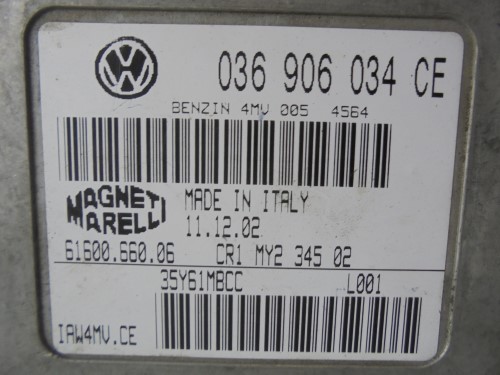 036 906 034 CE
BENZIN 4MV 005 4564
MAGNETI
MARELLI
MADE IN ITALY
11.12.02
61600.660.06 CR1 MY2 345 02
35Y61MBCC L001
IAW4MV.CE